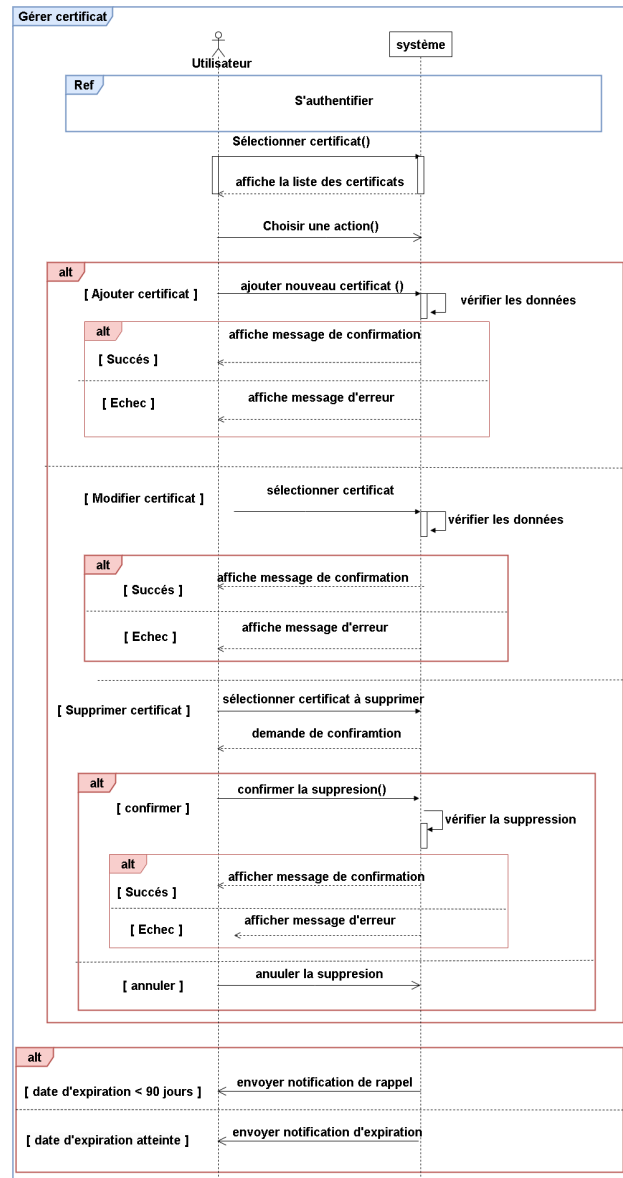 Gérer certificat
Utilisateur
système
Ref
S'authentifier
Sélectionner certificat()
affiche la liste des certificats
Choisir une action()
alt
[ Ajouter certificat ]
ajouter nouveau certificat ()
vérifier les données
alt
affiche message de confirmation
[ Succés ]
affiche message d'erreur
[ Echec ]
sélectionner certificat
[ Modifier certificat ]
vérifier les données
alt
affiche message de confirmation
[ Succés ]
affiche message d'erreur
[ Echec ]
sélectionner certificat à supprimer
[ Supprimer certificat ]
demande de confiramtion
alt
confirmer la suppresion()
[ confirmer ]
vérifier la suppression
alt
afficher message de confirmation
[ Succés ]
afficher message d'erreur
[ Echec ]
anuuler la suppresion
[ annuler ]
alt
envoyer notification de rappel
[ date d'expiration < 90 jours ]
envoyer notification d'expiration
[ date d'expiration atteinte ]